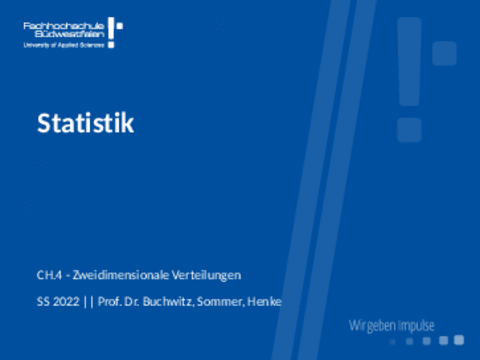 Fachhochschule
Südwestfalen
University of Applied Sciences
Statistik
CH.4 - Zweidimensionale Verteilungen
SS 2022 || Prof. Dr. Buchwitz, Sommer, Henke
Wir geben Impulse